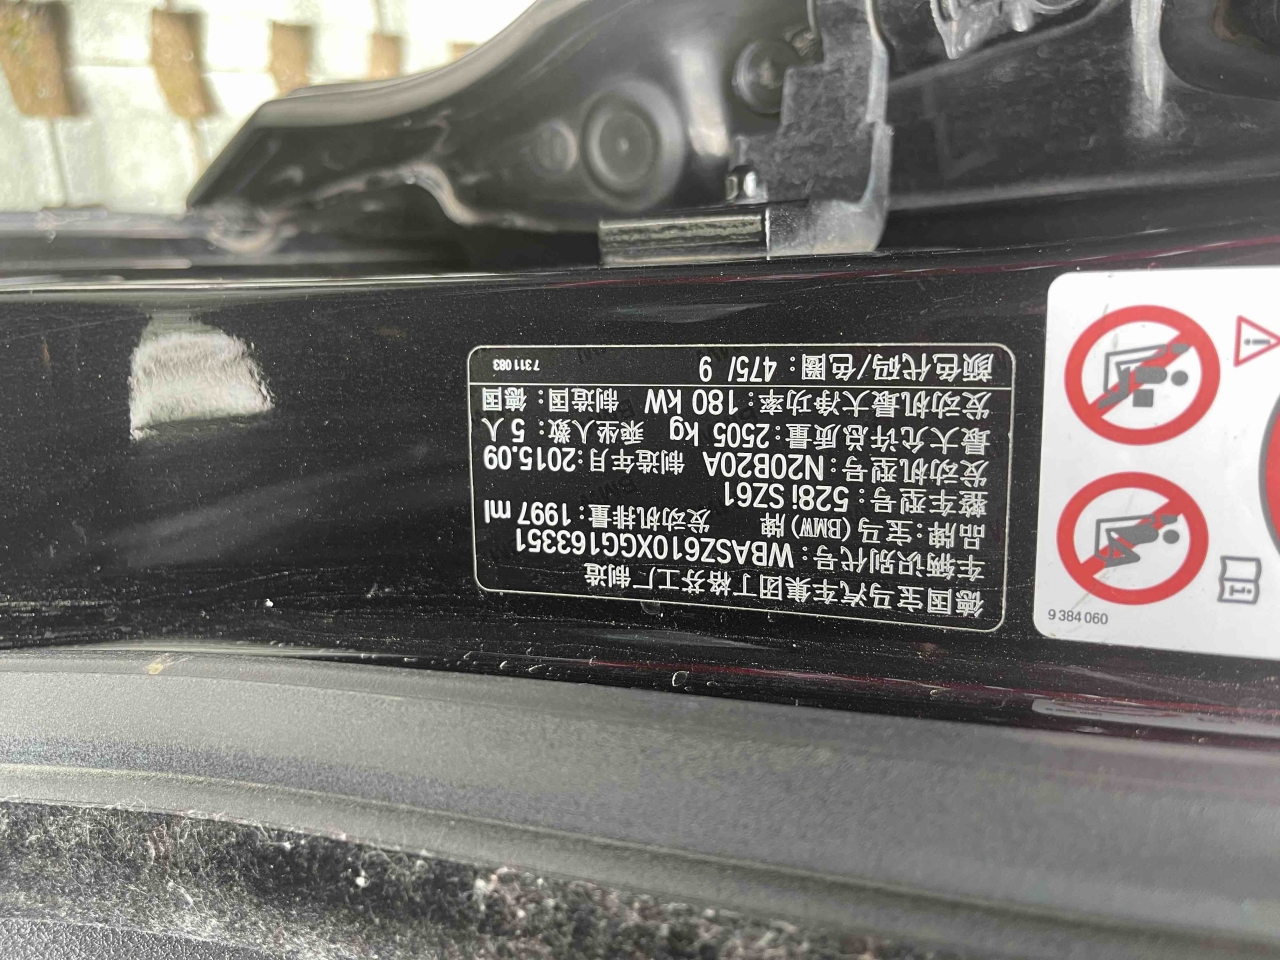 德国宝马汽车集团丁格芬工厂 制造
车辆识别代号：WBASZ610XGG163351
品牌：宝马（BMW）牌 发动机排量：1997 ml
整车型号：528i SZ61
发动机型号：N20B20A 制造年月：2015.09
最大允许总质量：2505 kg 乘坐人数：5 人
发动机最大净功率：180 kW 制造国：德国
颜色代码/色圈：475/ 9
7311 083
9 384 060